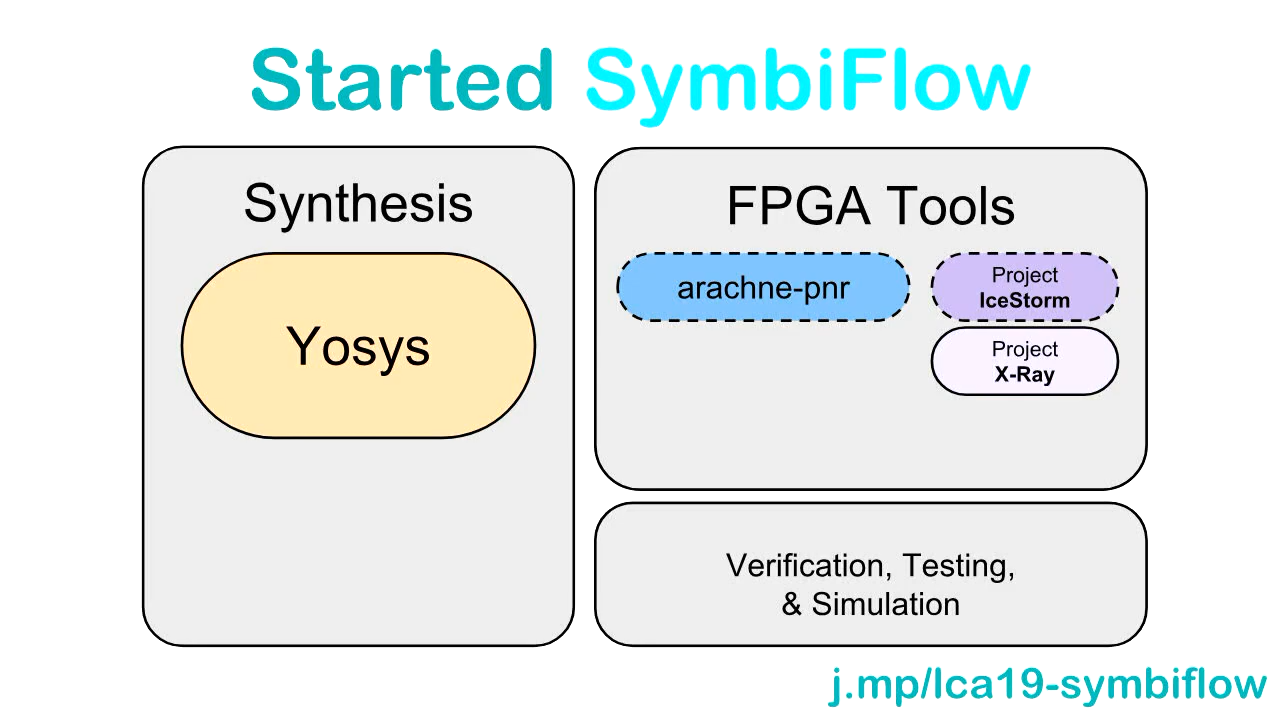 Started SymbiFlow
Synthesis
Yosys
FPGA Tools
arachne-pnr
Project
IceStorm
Project
X-Ray
Verification, Testing,
& Simulation
j.mp/lca19-symbiflow